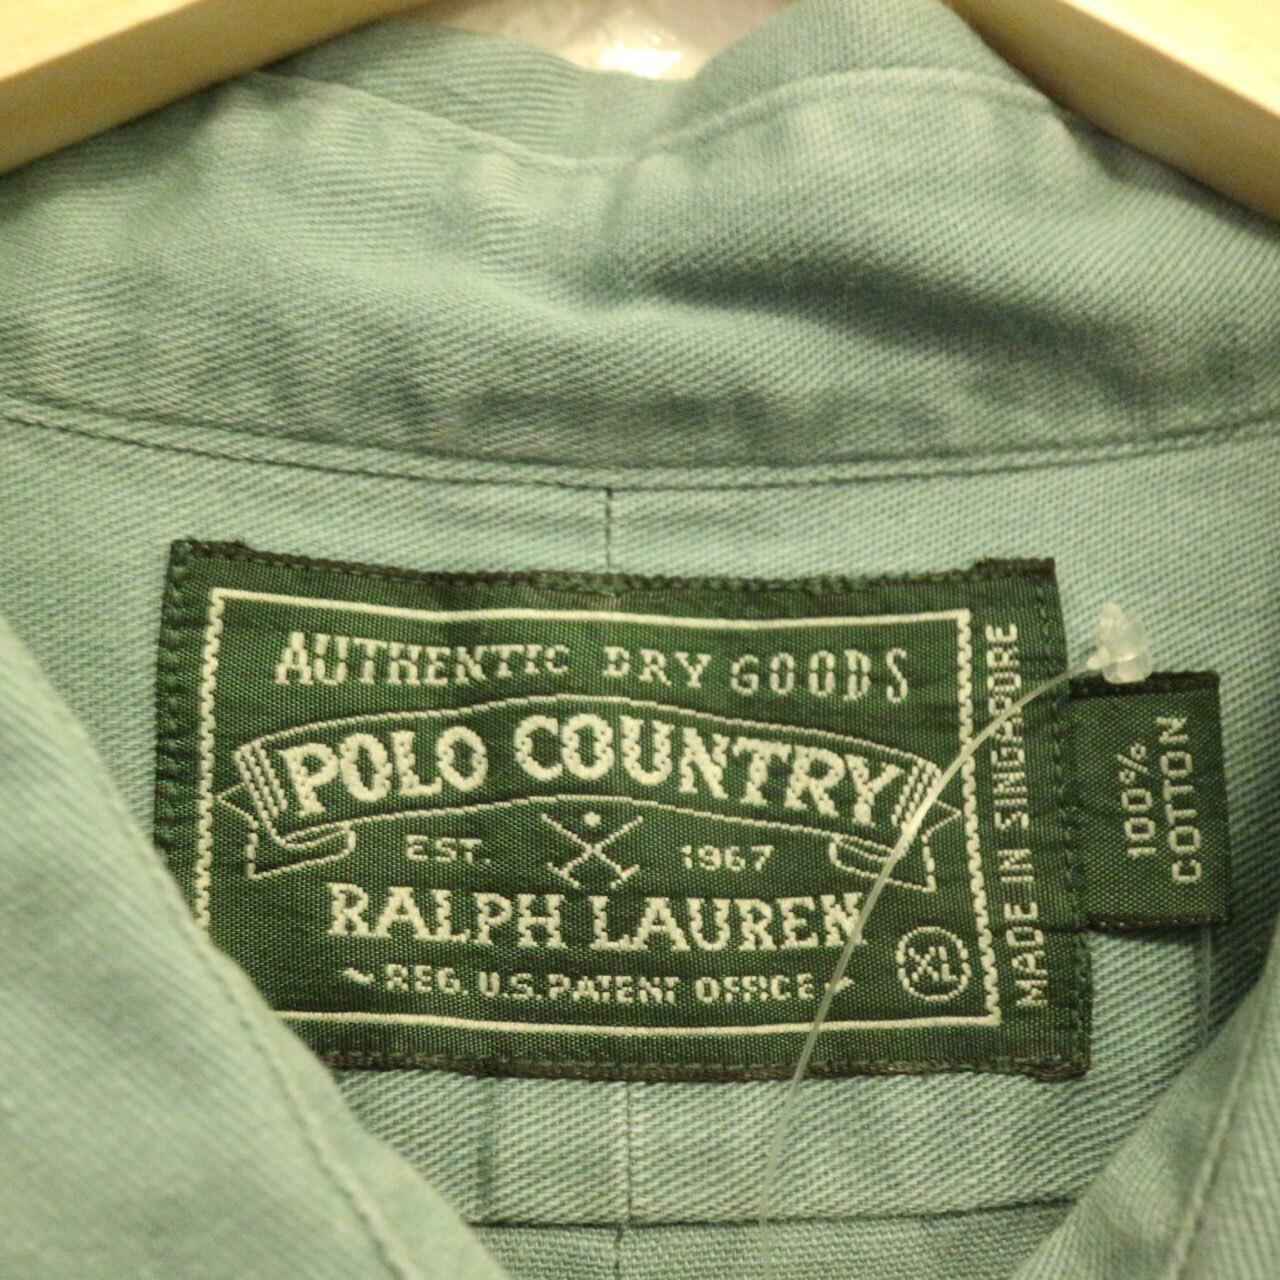 AUTHENTIC DRY GOODS
POLO COUNTRY
EST. 1967
RALPH LAUREN
~ REG. U.S. PATENT OFFICE ~
XL
MADE IN SINGAPORE
100%
COTTON